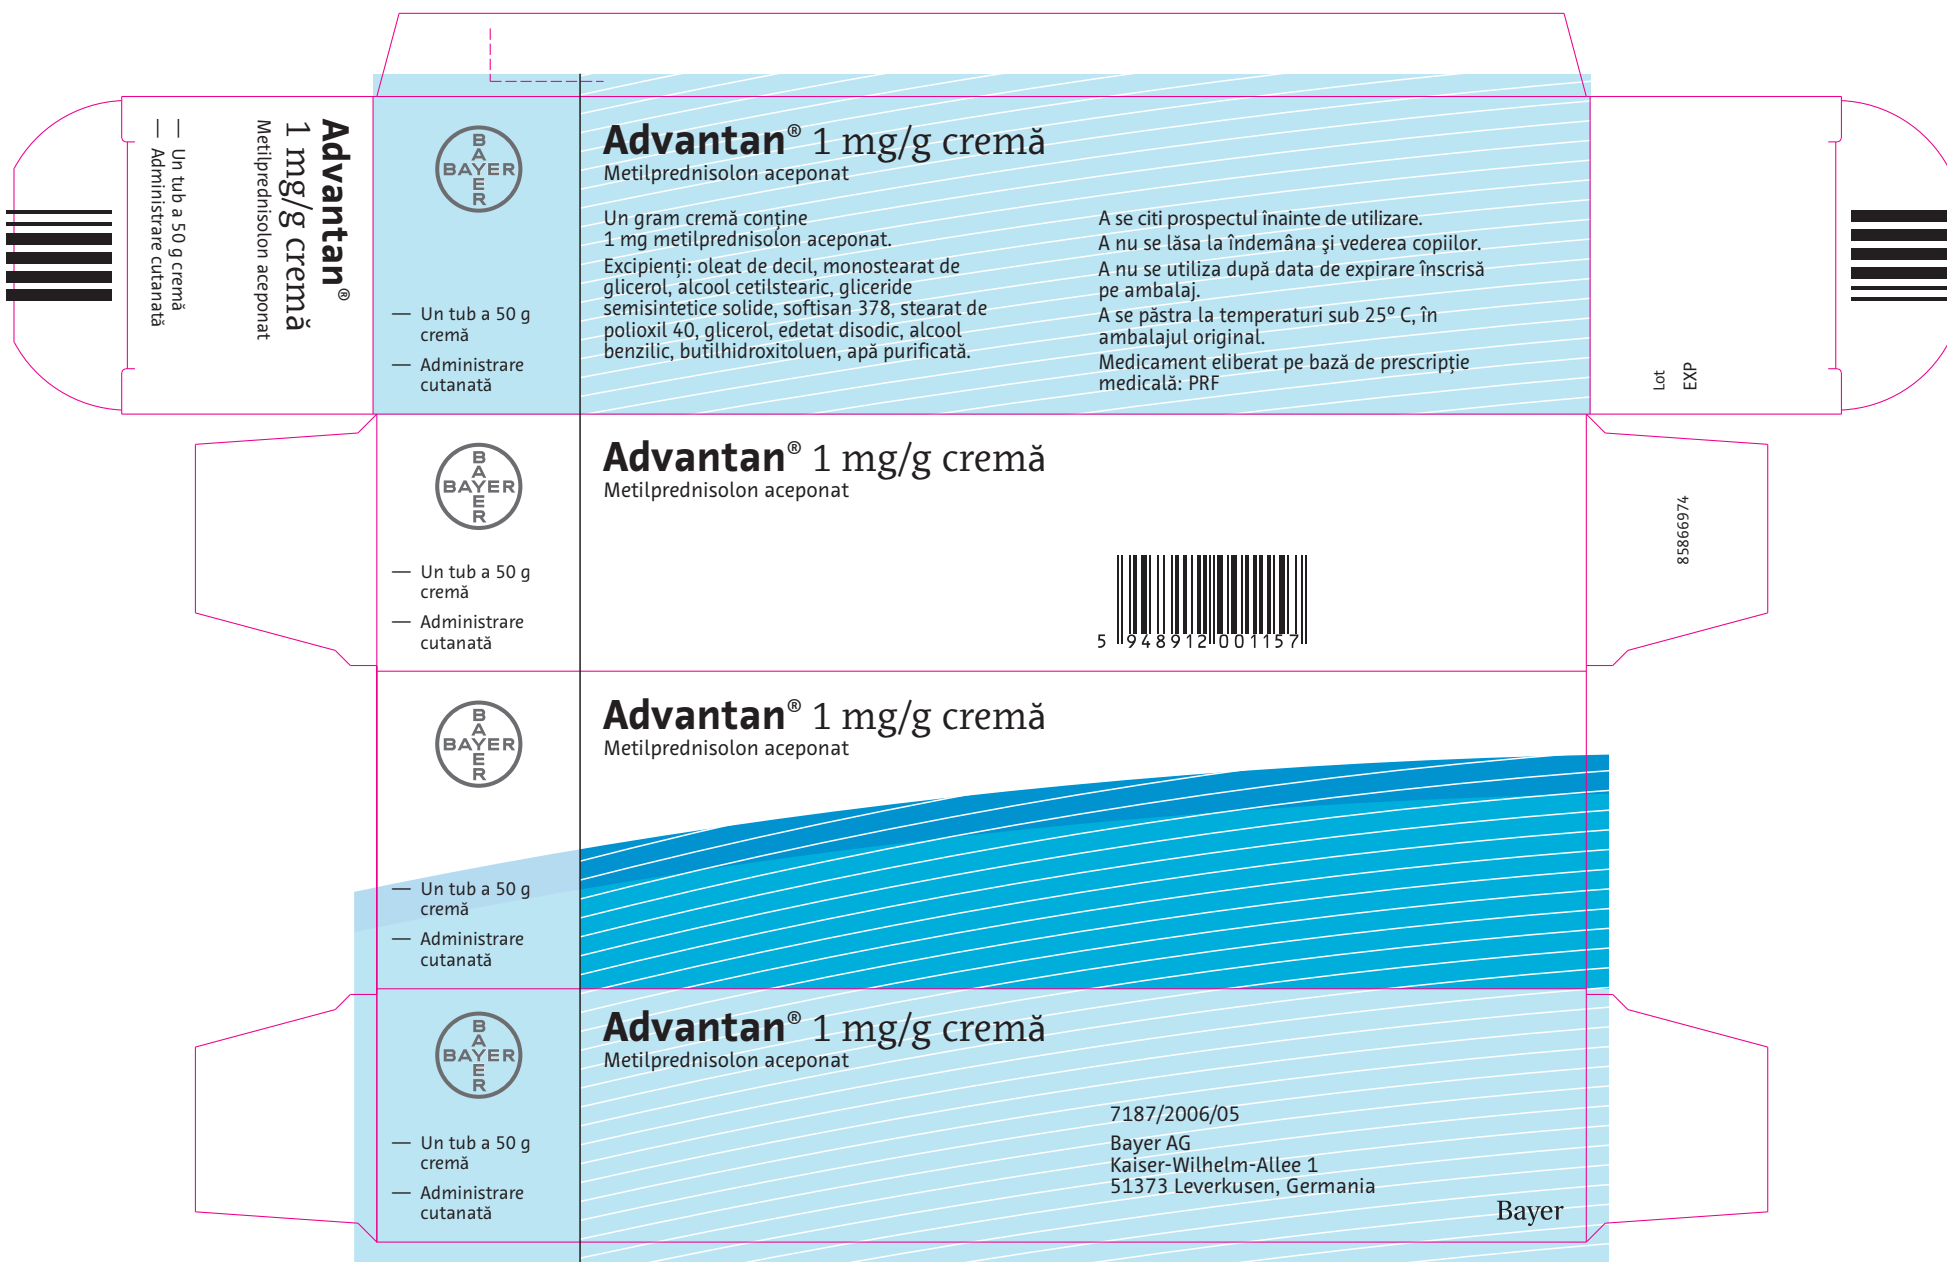 Advantan®
1 mg/g cremă
Metilprednisolon aceponat
— Un tub a 50 g cremă
— Administrare cutanată
BAYER
BAYER
— Un tub a 50 g
cremă
— Administrare
cutanată
Advantan® 1 mg/g cremă
Metilprednisolon aceponat
Un gram cremă conține
1 mg metilprednisolon aceponat.
Excipienți: oleat de decil, monostearat de
glicerol, alcool cetilstearic, gliceride
semisintetice solide, softisan 378, stearat de
polioxil 40, glicerol, edetat disodic, alcool
benzilic, butilhidroxitoluen, apă purificată.
A se citi prospectul înainte de utilizare.
A nu se lăsa la îndemâna şi vederea copiilor.
A nu se utiliza după data de expirare înscrisă
pe ambalaj.
A se păstra la temperaturi sub 25º C, în
ambalajul original.
Medicament eliberat pe bază de prescripție
medicală: PRF
Lot
EXP
BAYER
BAYER
— Un tub a 50 g
cremă
— Administrare
cutanată
Advantan® 1 mg/g cremă
Metilprednisolon aceponat
5 948912 001157
85866974
BAYER
BAYER
— Un tub a 50 g
cremă
— Administrare
cutanată
Advantan® 1 mg/g cremă
Metilprednisolon aceponat
BAYER
BAYER
— Un tub a 50 g
cremă
— Administrare
cutanată
Advantan® 1 mg/g cremă
Metilprednisolon aceponat
7187/2006/05
Bayer AG
Kaiser-Wilhelm-Allee 1
51373 Leverkusen, Germania
Bayer